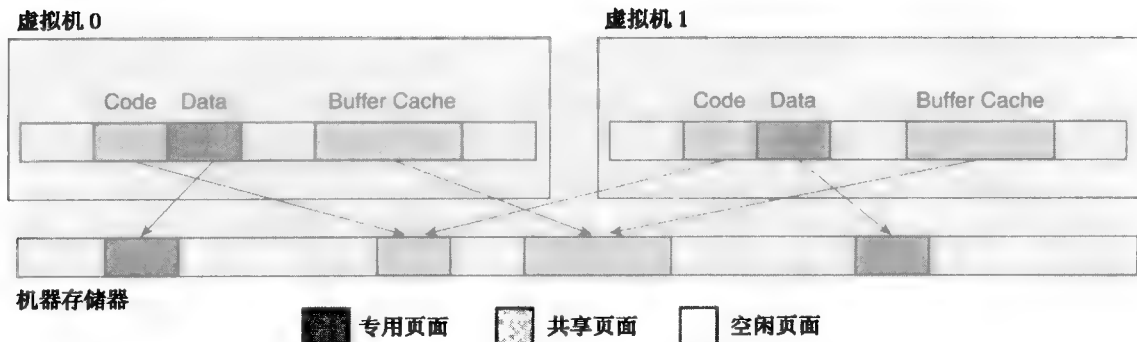 虚拟机 0
虚拟机 1
Code Data Buffer Cache
Code Data Buffer Cache
机器存储器
专用页面 共享页面 空闲页面